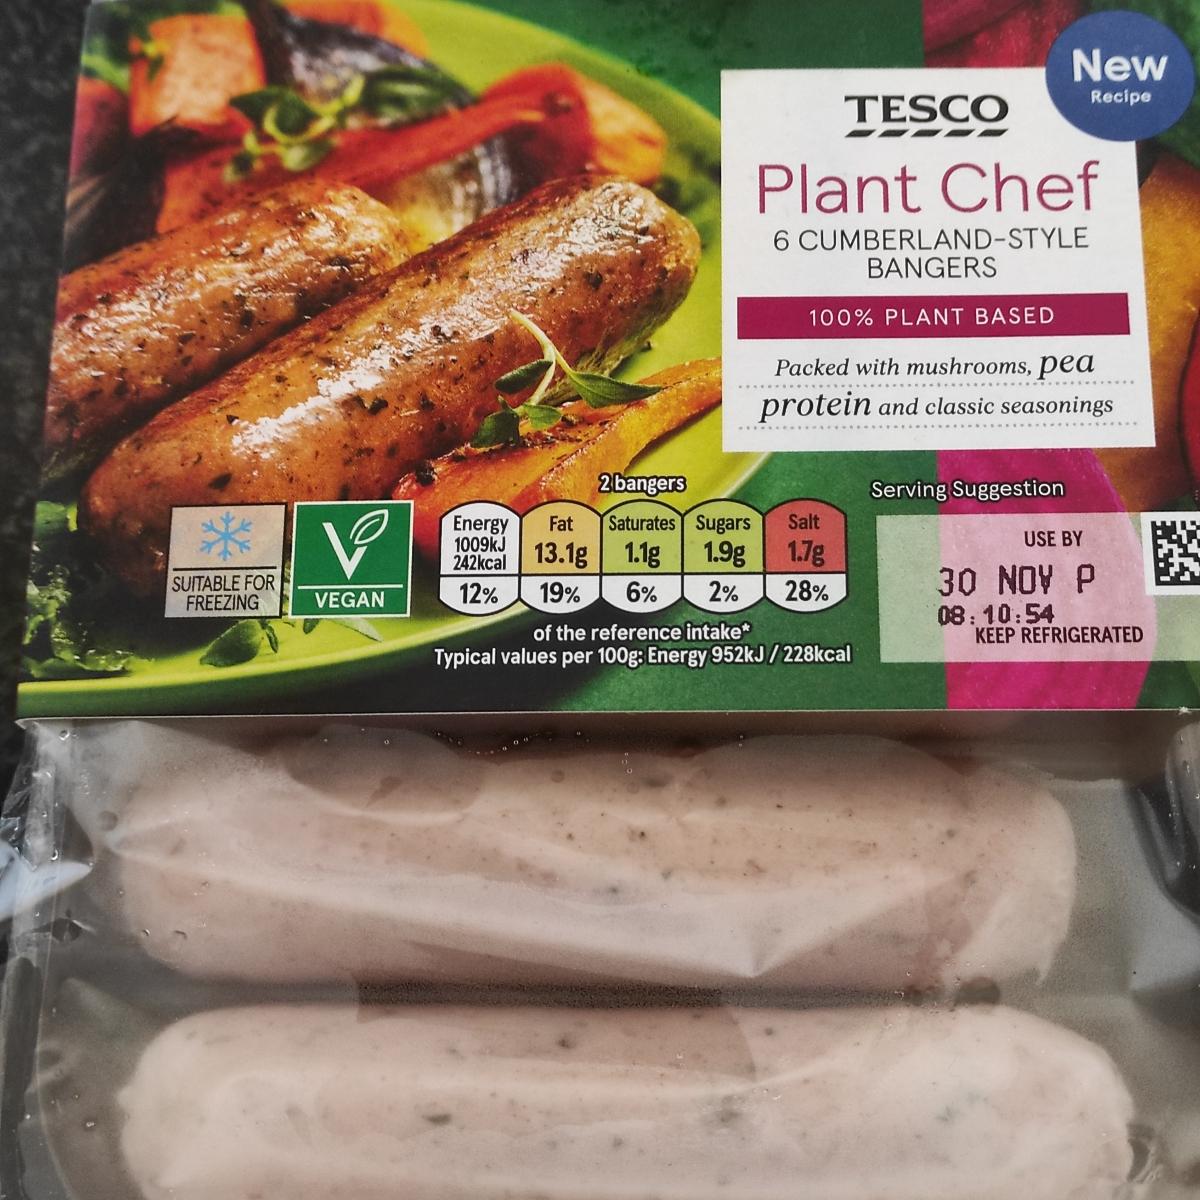 New
Recipe
TESCO
Plant Chef
6 CUMBERLAND-STYLE
BANGERS
100% PLANT BASED
Packed with mushrooms, pea
protein and classic seasonings
2 bangers
Serving Suggestion
SUITABLE FOR
FREEZING
V
VEGAN
Energy
1009kJ
242kcal
12%
Fat
13.1g
19%
Saturates
1.1g
6%
Sugars
1.9g
2%
Salt
1.7g
28%
of the reference intake*
Typical values per 100g: Energy 952kJ / 228kcal
USE BY
30 NOV P
08:10:54
KEEP REFRIGERATED